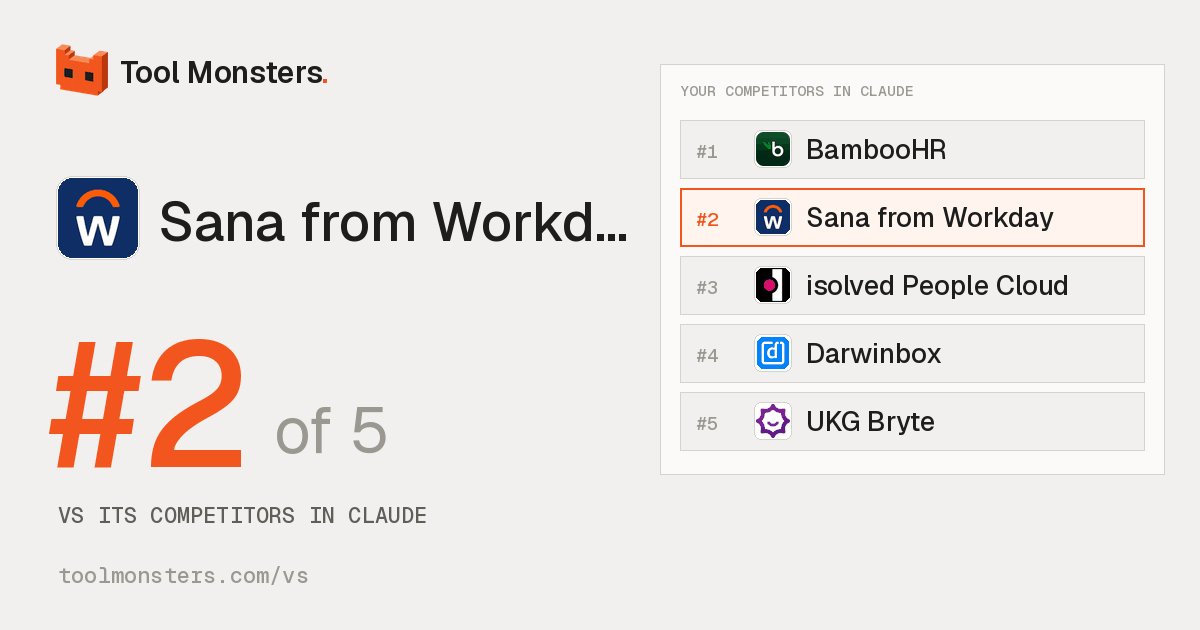 Tool Monsters.
Sana from Workd...
#2 of 5
VS ITS COMPETITORS IN CLAUDE
toolmonsters.com/vs
YOUR COMPETITORS IN CLAUDE
#1 BambooHR
#2 Sana from Workday
#3 isolved People Cloud
#4 Darwinbox
#5 UKG Bryte